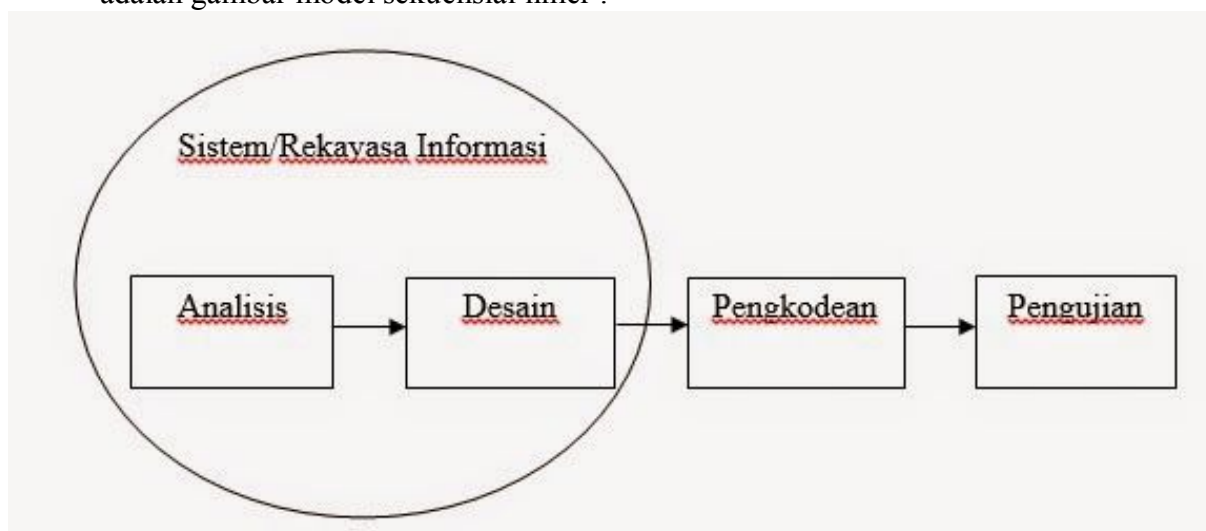 adalah gambar model sekuensial linier :
Sistem/Rekayasa Informasi
Analisis
Desain
Pengkodean
Pengujian